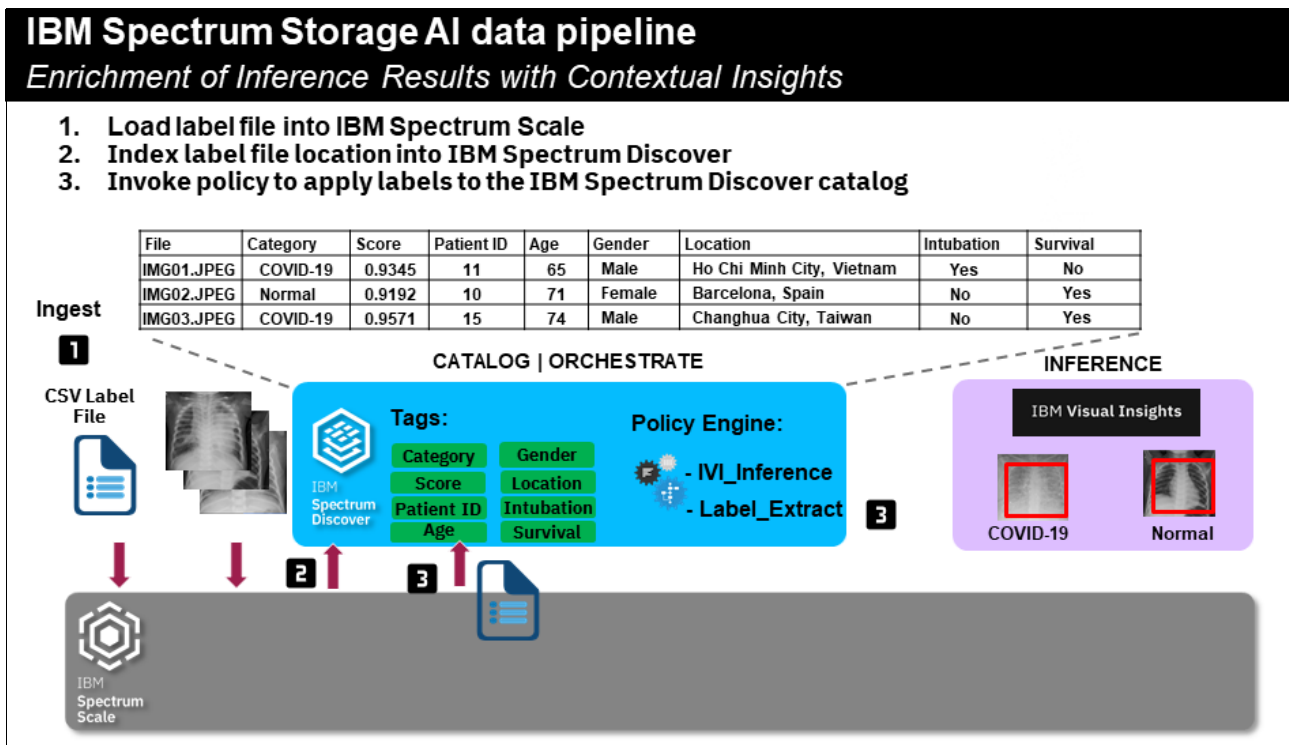 IBM Spectrum Storage AI data pipeline
Enrichment of Inference Results with Contextual Insights
1. Load label file into IBM Spectrum Scale
2. Index label file location into IBM Spectrum Discover
3. Invoke policy to apply labels to the IBM Spectrum Discover catalog
File Category Score Patient ID Age Gender Location Intubation Survival
IMG01.JPEG COVID-19 0.9345 11 65 Male Ho Chi Minh City, Vietnam Yes No
IMG02.JPEG Normal 0.9192 10 71 Female Barcelona, Spain No Yes
IMG03.JPEG COVID-19 0.9571 15 74 Male Changhua City, Taiwan No Yes
Ingest
1
CSV Label
File
CATALOG | ORCHESTRATE
IBM
Spectrum
Discover
Tags:
Category Gender
Score Location
Patient ID Intubation
Age Survival
Policy Engine:
- IVI_Inference
- Label_Extract
3
INFERENCE
IBM Visual Insights
COVID-19 Normal
2
3
IBM
Spectrum
Scale